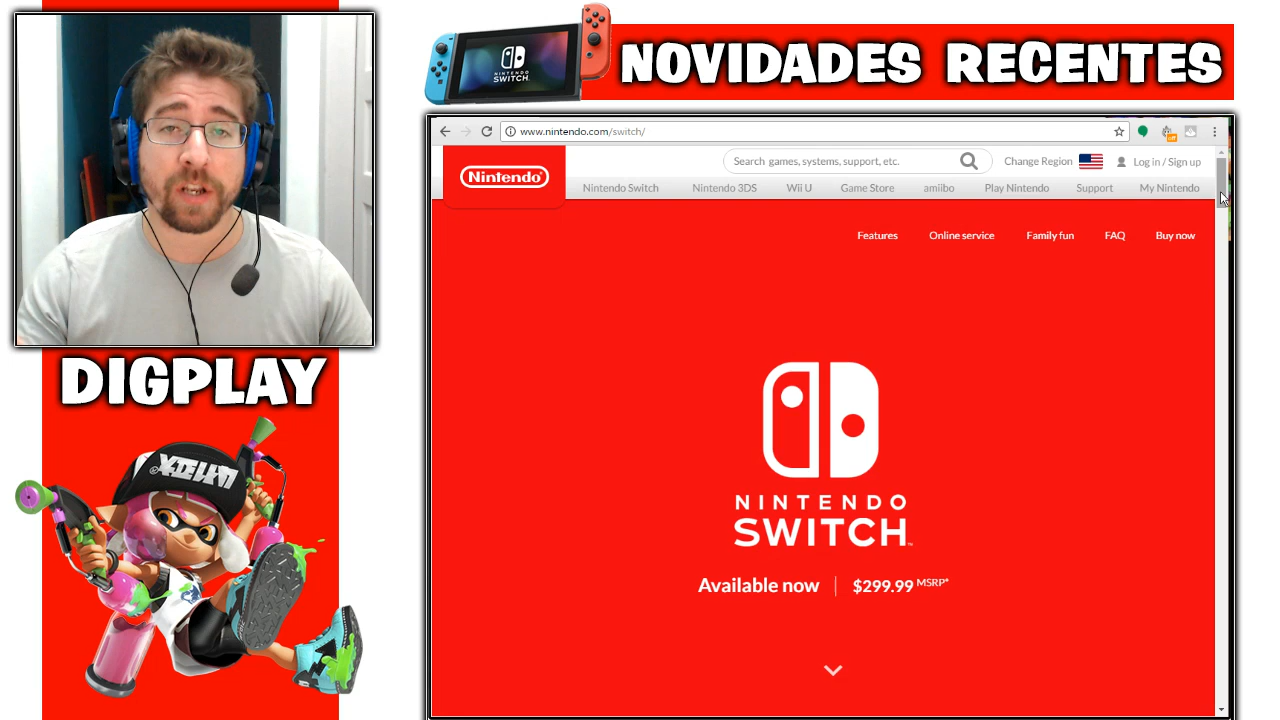 NOVIDADES RECENTES
NINTENDO
SWITCH
www.nintendo.com/switch/
Nintendo
Search games, systems, support, etc.
Change Region
Log in / Sign up
Nintendo Switch
Nintendo 3DS
Wii U
Game Store
amiibo
Play Nintendo
Support
My Nintendo
Features
Online service
Family fun
FAQ
Buy now
NINTENDO
SWITCH™
Available now | $299.99 MSRP*
DIGPLAY